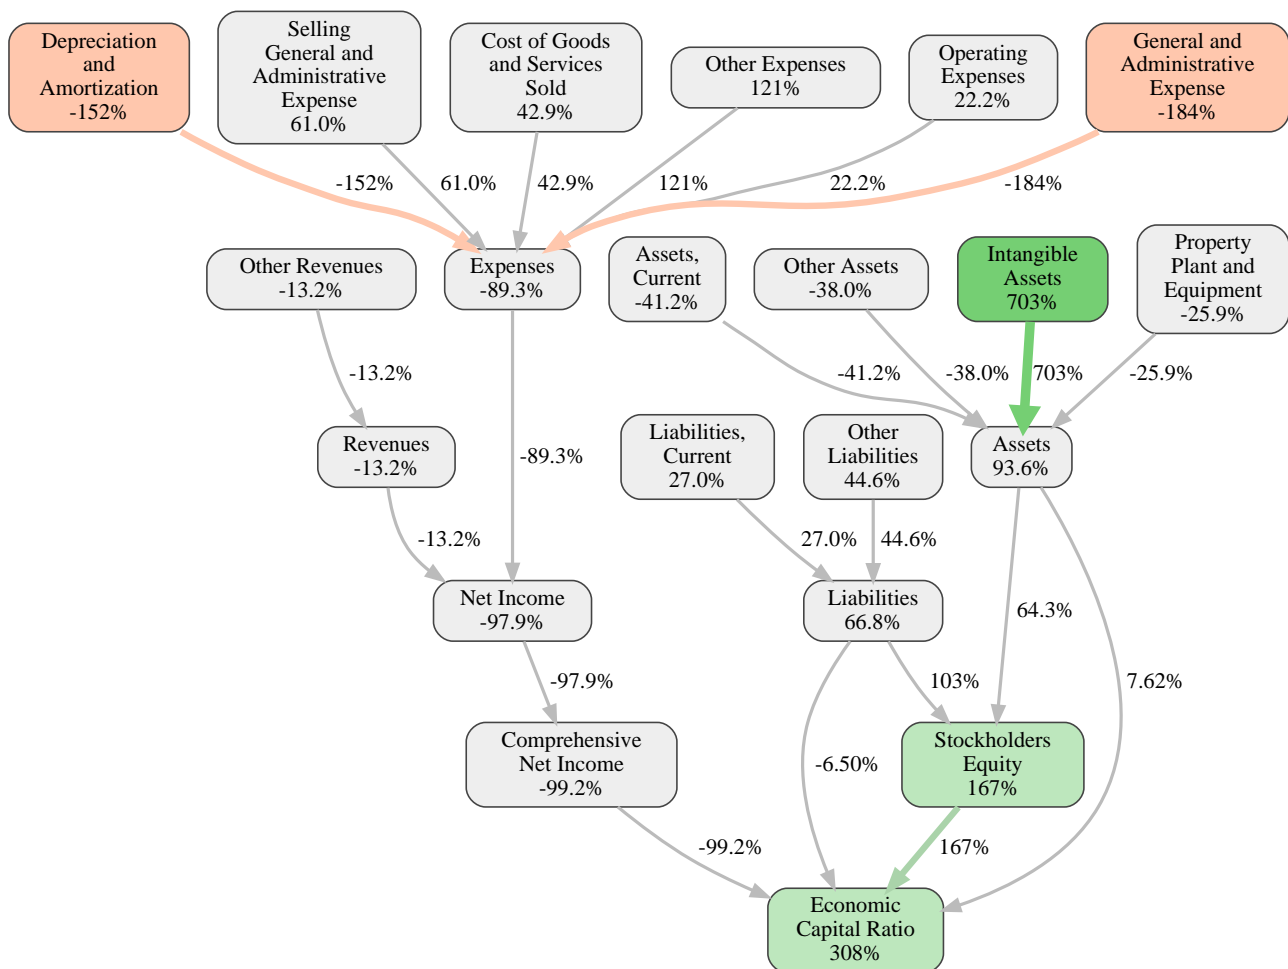 Depreciation
and
Amortization
-152%
Selling
General and
Administrative
Expense
61.0%
Cost of Goods
and Services
Sold
42.9%
Other Expenses
121%
Operating
Expenses
22.2%
General and
Administrative
Expense
-184%
-152%
61.0%
42.9%
121%
22.2%
-184%
Other Revenues
-13.2%
Expenses
-89.3%
Assets,
Current
-41.2%
Other Assets
-38.0%
Intangible
Assets
703%
Property
Plant and
Equipment
-25.9%
-13.2%
-41.2%
-38.0%
703%
-25.9%
Revenues
-13.2%
-89.3%
Liabilities,
Current
27.0%
Other
Liabilities
44.6%
Assets
93.6%
-13.2%
27.0%
44.6%
Net Income
-97.9%
Liabilities
66.8%
64.3%
-97.9%
103%
7.62%
Comprehensive
Net Income
-99.2%
-6.50%
Stockholders
Equity
167%
-99.2%
167%
Economic
Capital Ratio
308%